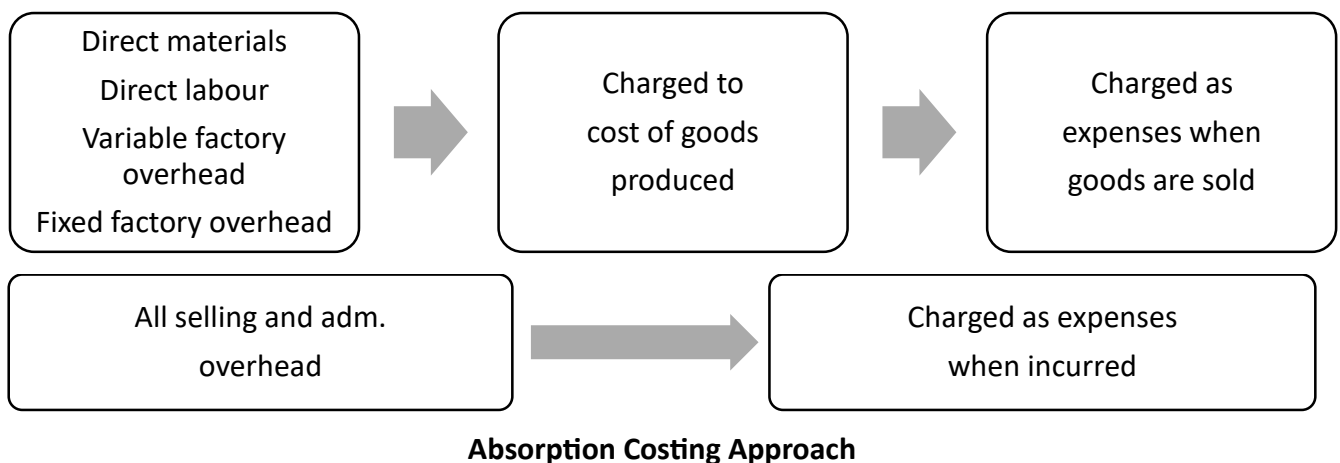 Direct materials
Direct labour
Variable factory
overhead
Fixed factory overhead
Charged to
cost of goods
produced
Charged as
expenses when
goods are sold
All selling and adm.
overhead
Charged as expenses
when incurred
Absorption Costing Approach